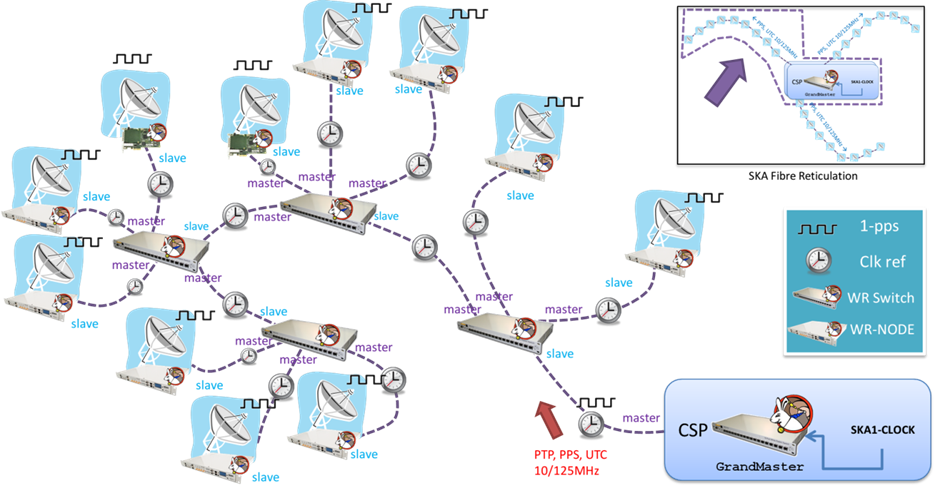 slave
slave
slave
slave
master
master
master
slave
slave
master
slave
master
slave
master
master
slave
slave
slave
master
master
master
slave
slave
slave
slave
master
master
slave
slave
master
PTP, PPS, UTC
10/125MHz
CSP
GrandMaster
SKA1-CLOCK
PPS, UTC 10/125MHz
PPS, UTC 10/125MHz
CSP
GrandMaster
SKA1-CLOCK
PPS, UTC 10/125MHz
SKA Fibre Reticulation
1-pps
Clk ref
WR Switch
WR-NODE